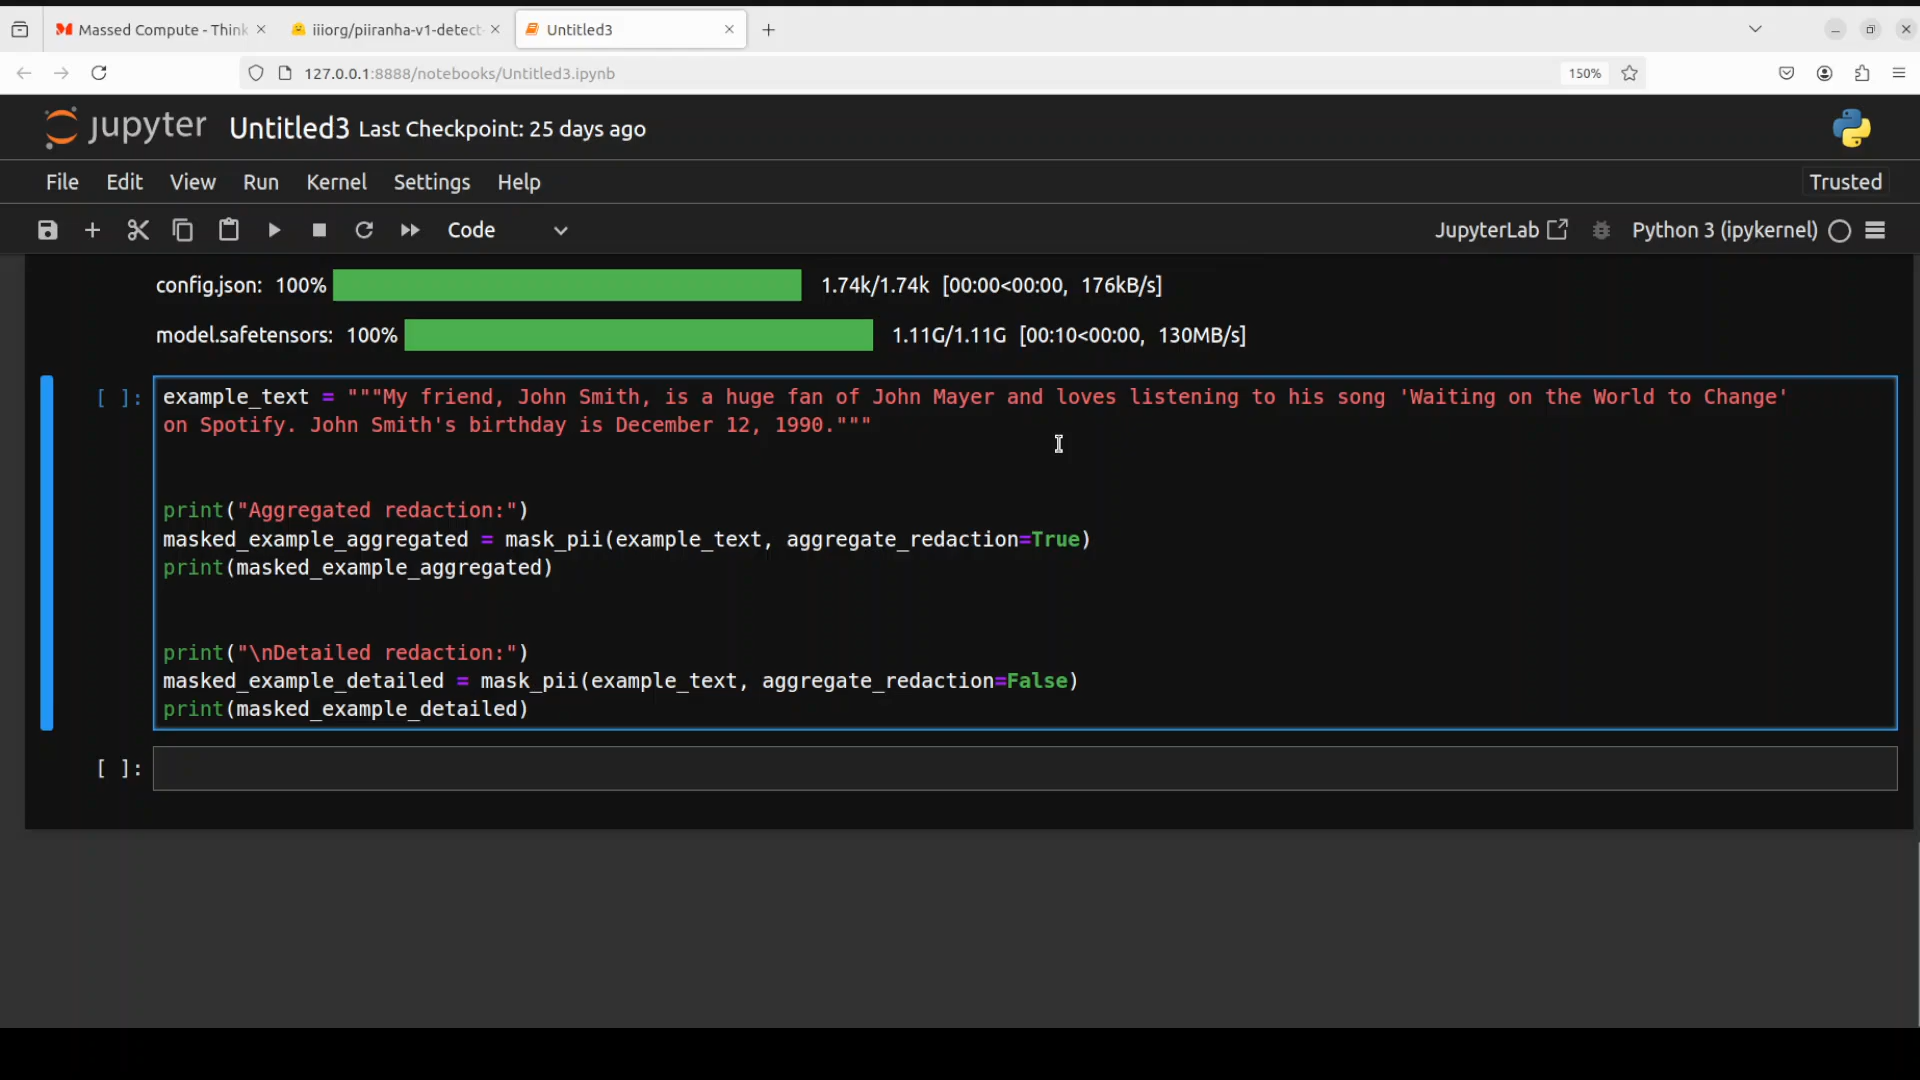 Massed Compute - Think
iiiorg/piiranha-v1-detect-
Untitled3
127.0.0.1:8888/notebooks/Untitled3.ipynb
150%
jupyter Untitled3 Last Checkpoint: 25 days ago
File Edit View Run Kernel Settings Help
Trusted
Code
JupyterLab
Python 3 (ipykernel)
config.json: 100% 1.74k/1.74k [00:00<00:00, 176kB/s]
model.safetensors: 100% 1.11G/1.11G [00:10<00:00, 130MB/s]
[ ]: example_text = """My friend, John Smith, is a huge fan of John Mayer and loves listening to his song 'Waiting on the World to Change'
on Spotify. John Smith's birthday is December 12, 1990."""
print("Aggregated redaction:")
masked_example_aggregated = mask_pii(example_text, aggregate_redaction=True)
print(masked_example_aggregated)
print("\nDetailed redaction:")
masked_example_detailed = mask_pii(example_text, aggregate_redaction=False)
print(masked_example_detailed)
[ ]: